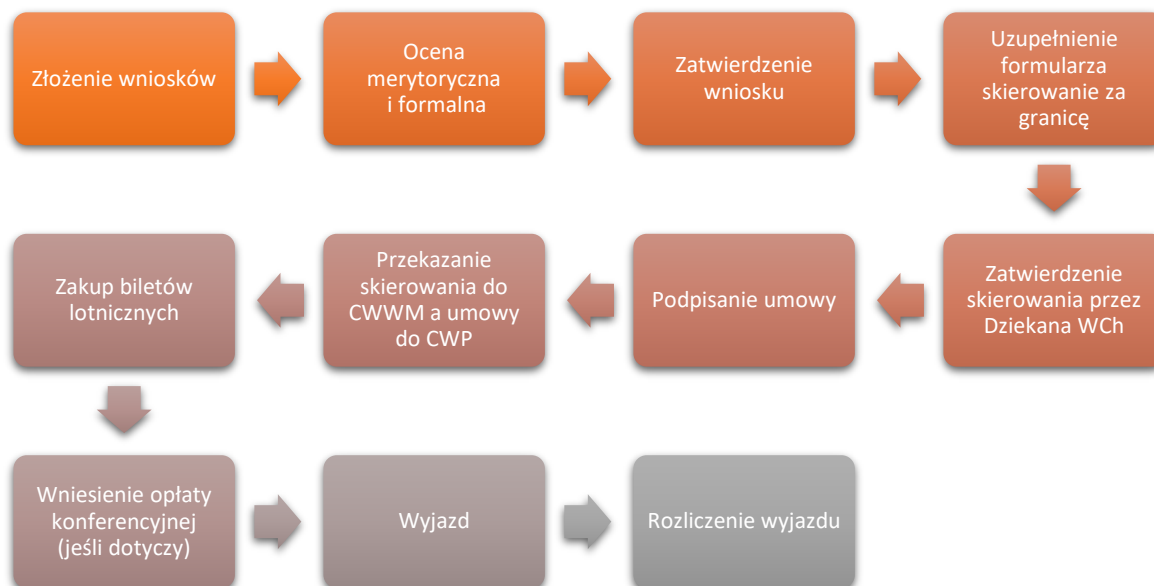 Złożenie wniosków
Ocena
merytoryczna
i formalna
Zatwierdzenie
wniosku
Uzupełnienie
formularza
skierowanie za
granicę
Zatwierdzenie
skierowania przez
Dziekana WCh
Podpisanie umowy
Przekazanie
skierowania do
CWWM a umowy
do CWP
Zakup biletów
lotniczych
Wniesienie opłaty
konferencyjnej
(jeśli dotyczy)
Wyjazd
Rozliczenie wyjazdu